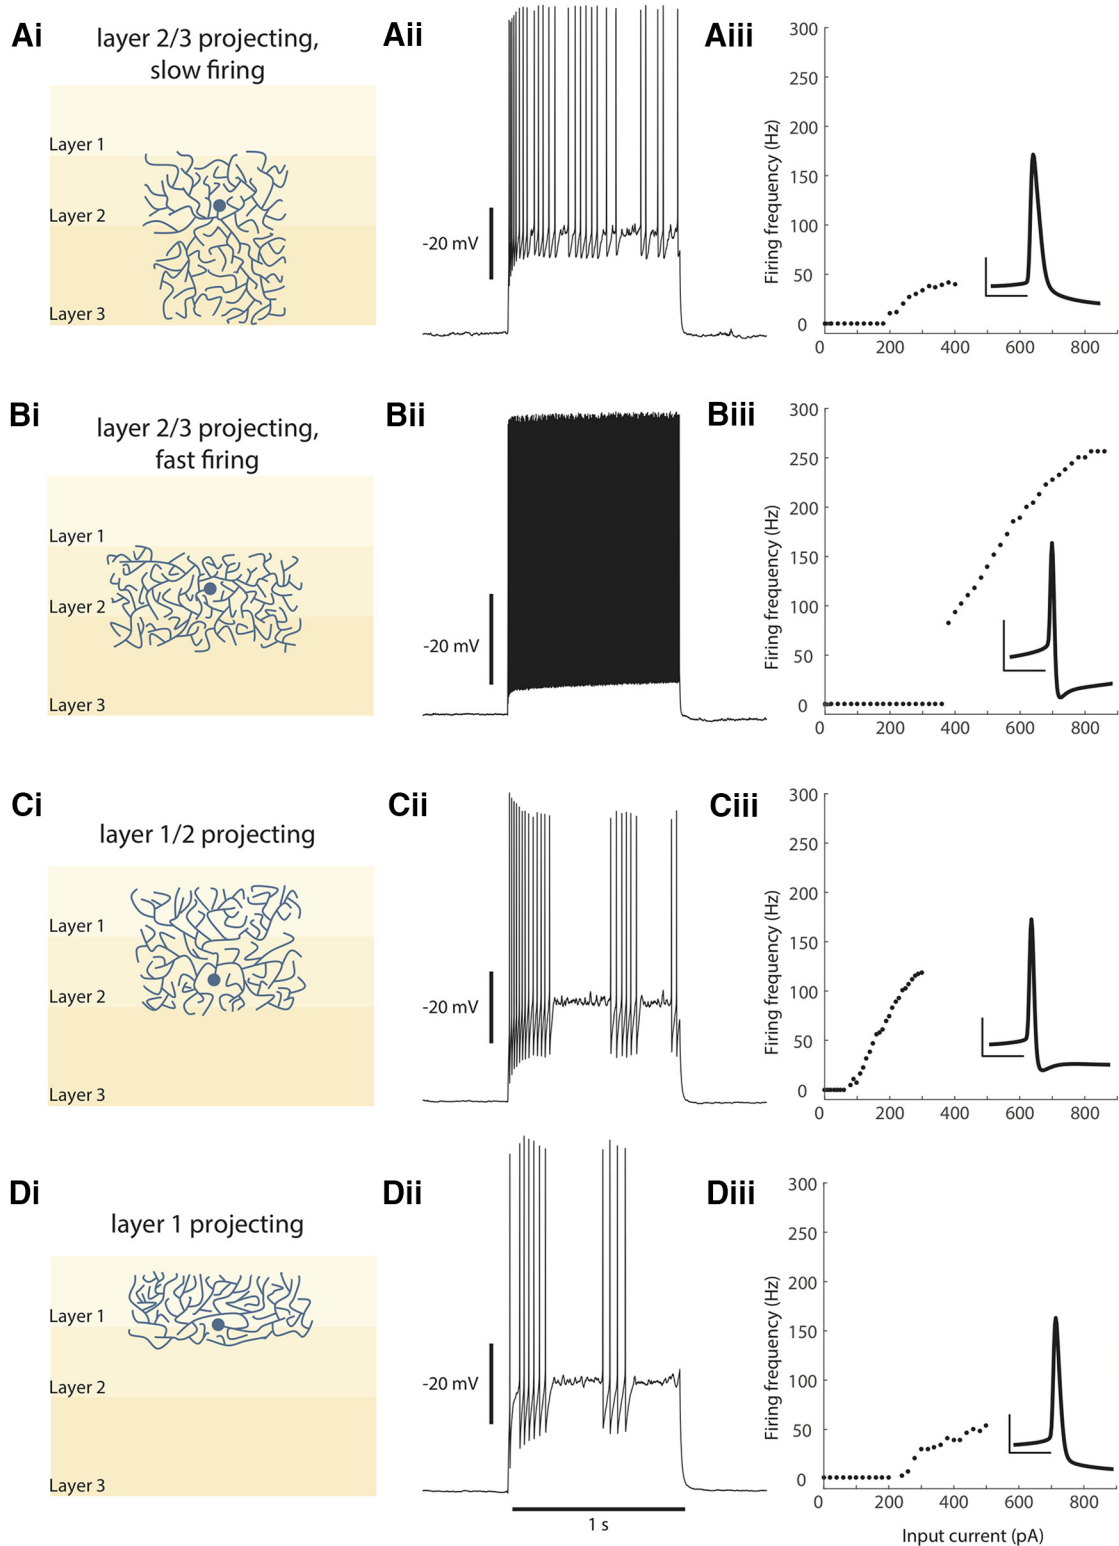 Ai
layer 2/3 projecting,
slow firing
Layer 1
Layer 2
Layer 3
Aii
-20 mV
Aiii
Firing frequency (Hz)
300
250
200
150
100
50
0
0 200 400 600 800
Bi
layer 2/3 projecting,
fast firing
Layer 1
Layer 2
Layer 3
Bii
-20 mV
Biii
Firing frequency (Hz)
300
250
200
150
100
50
0
0 200 400 600 800
Ci
layer 1/2 projecting
Layer 1
Layer 2
Layer 3
Cii
-20 mV
Ciii
Firing frequency (Hz)
300
250
200
150
100
50
0
0 200 400 600 800
Di
layer 1 projecting
Layer 1
Layer 2
Layer 3
Dii
-20 mV
1 s
Diii
Firing frequency (Hz)
300
250
200
150
100
50
0
0 200 400 600 800
Input current (pA)